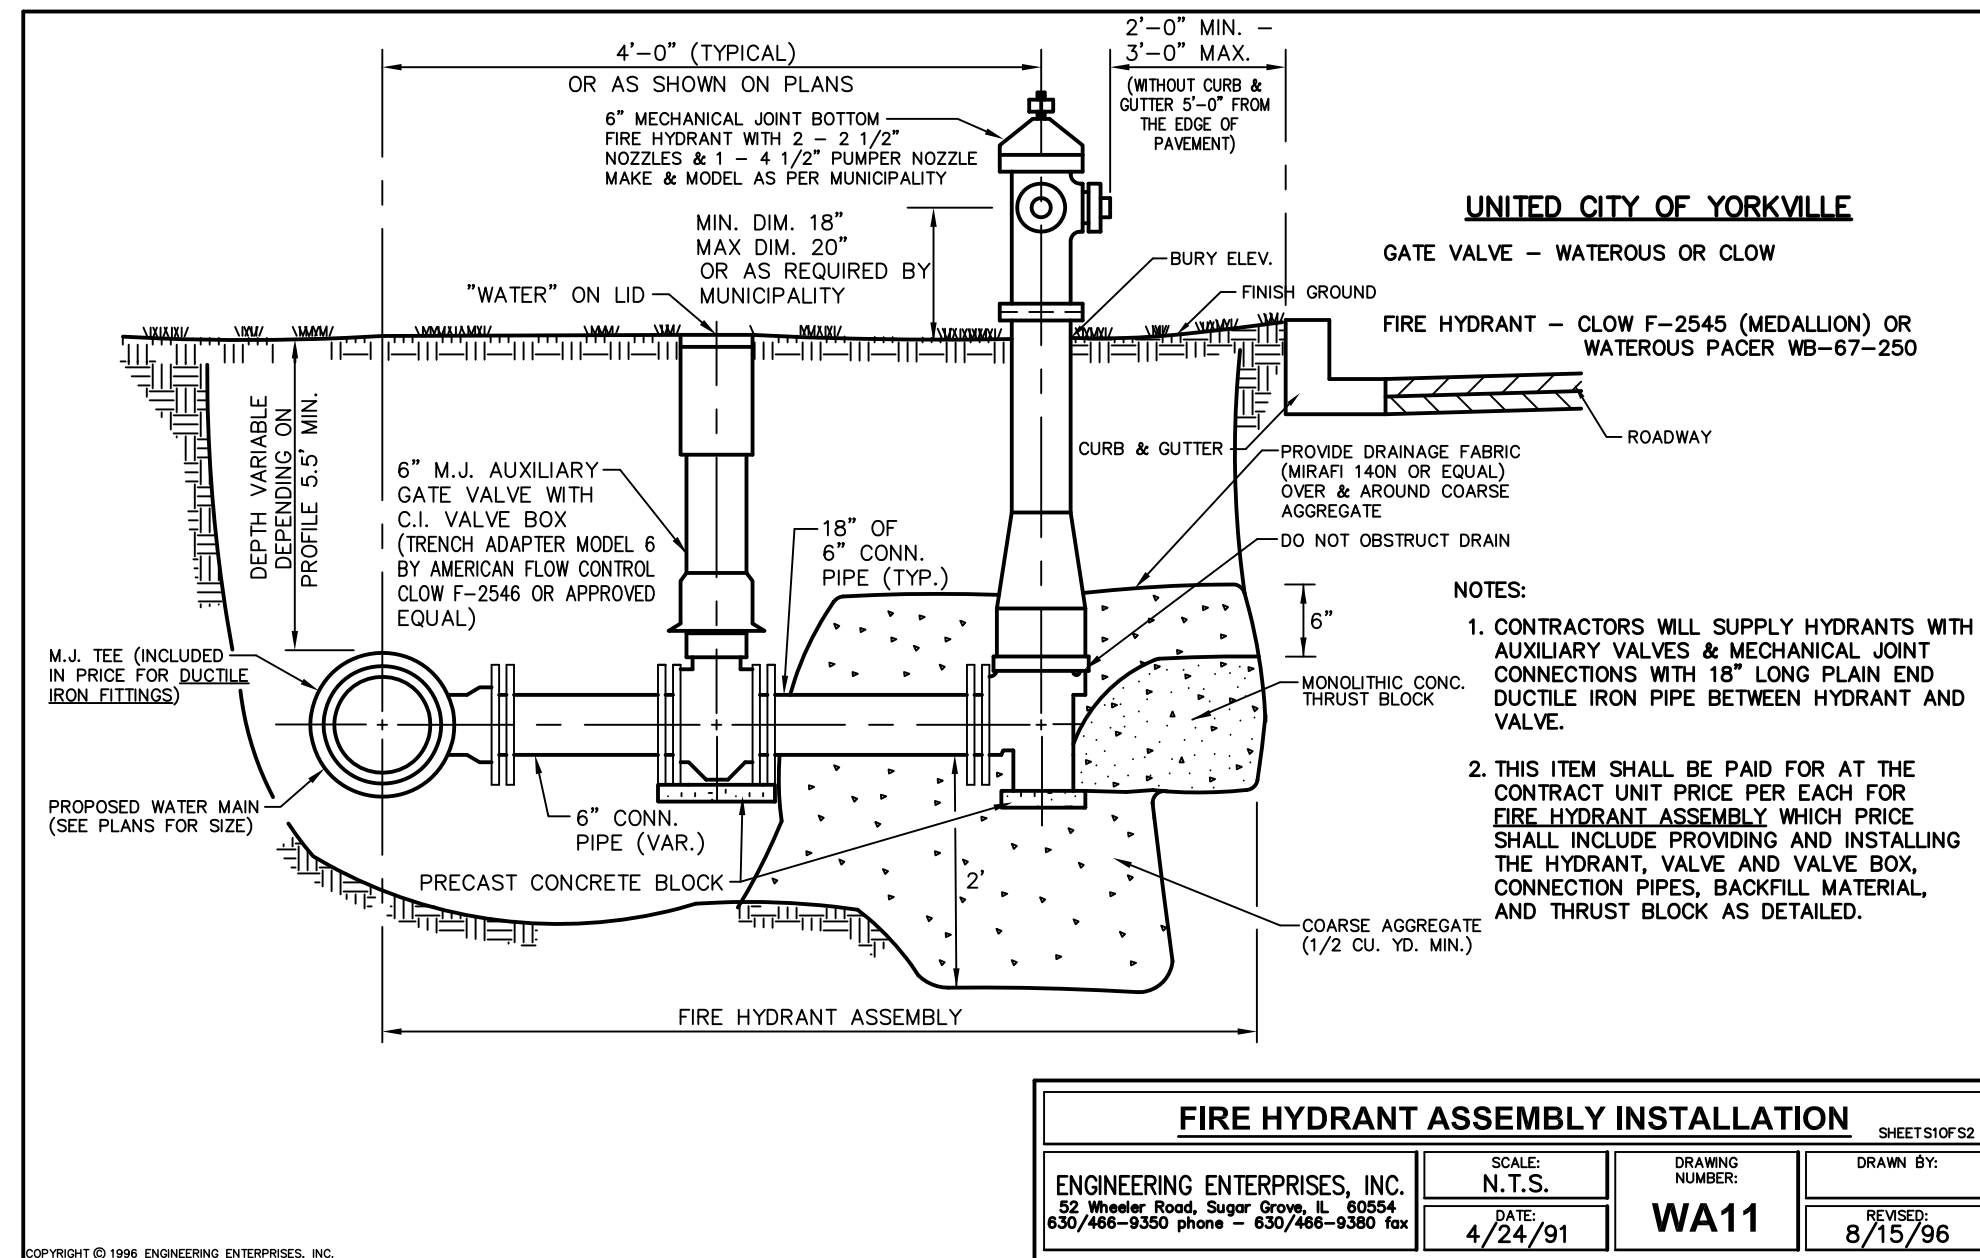 4'-0" (TYPICAL)
OR AS SHOWN ON PLANS
2'-0" MIN. -
3'-0" MAX.
(WITHOUT CURB &
GUTTER 5'-0" FROM
THE EDGE OF
PAVEMENT)
6" MECHANICAL JOINT BOTTOM
FIRE HYDRANT WITH 2 - 2 1/2"
NOZZLES & 1 - 4 1/2" PUMPER NOZZLE
MAKE & MODEL AS PER MUNICIPALITY
MIN. DIM. 18"
MAX DIM. 20"
OR AS REQUIRED BY
MUNICIPALITY
"WATER" ON LID
BURY ELEV.
FINISH GROUND
UNITED CITY OF YORKVILLE
GATE VALVE - WATEROUS OR CLOW
FIRE HYDRANT - CLOW F-2545 (MEDALLION) OR
WATEROUS PACER WB-67-250
ROADWAY
CURB & GUTTER
DEPTH VARIABLE
DEPENDING ON
PROFILE 5.5' MIN.
6" M.J. AUXILIARY
GATE VALVE WITH
C.I. VALVE BOX
(TRENCH ADAPTER MODEL 6
BY AMERICAN FLOW CONTROL
CLOW F-2546 OR APPROVED
EQUAL)
18" OF
6" CONN.
PIPE (TYP.)
PROVIDE DRAINAGE FABRIC
(MIRAFI 140N OR EQUAL)
OVER & AROUND COARSE
AGGREGATE
DO NOT OBSTRUCT DRAIN
6"
M.J. TEE (INCLUDED
IN PRICE FOR DUCTILE
IRON FITTINGS)
MONOLITHIC CONC.
THRUST BLOCK
PROPOSED WATER MAIN
(SEE PLANS FOR SIZE)
6" CONN.
PIPE (VAR.)
PRECAST CONCRETE BLOCK
2'
COARSE AGGREGATE
(1/2 CU. YD. MIN.)
FIRE HYDRANT ASSEMBLY
NOTES:
1. CONTRACTORS WILL SUPPLY HYDRANTS WITH
AUXILIARY VALVES & MECHANICAL JOINT
CONNECTIONS WITH 18" LONG PLAIN END
DUCTILE IRON PIPE BETWEEN HYDRANT AND
VALVE.
2. THIS ITEM SHALL BE PAID FOR AT THE
CONTRACT UNIT PRICE PER EACH FOR
FIRE HYDRANT ASSEMBLY WHICH PRICE
SHALL INCLUDE PROVIDING AND INSTALLING
THE HYDRANT, VALVE AND VALVE BOX,
CONNECTION PIPES, BACKFILL MATERIAL,
AND THRUST BLOCK AS DETAILED.
FIRE HYDRANT ASSEMBLY INSTALLATION
SHEETS1OFS2
ENGINEERING ENTERPRISES, INC.
52 Wheeler Road, Sugar Grove, IL 60554
630/466-9350 phone - 630/466-9380 fax
SCALE:
N.T.S.
DATE:
4/24/91
DRAWING
NUMBER:
WA11
DRAWN BY:
REVISED:
8/15/96
COPYRIGHT © 1996 ENGINEERING ENTERPRISES, INC.